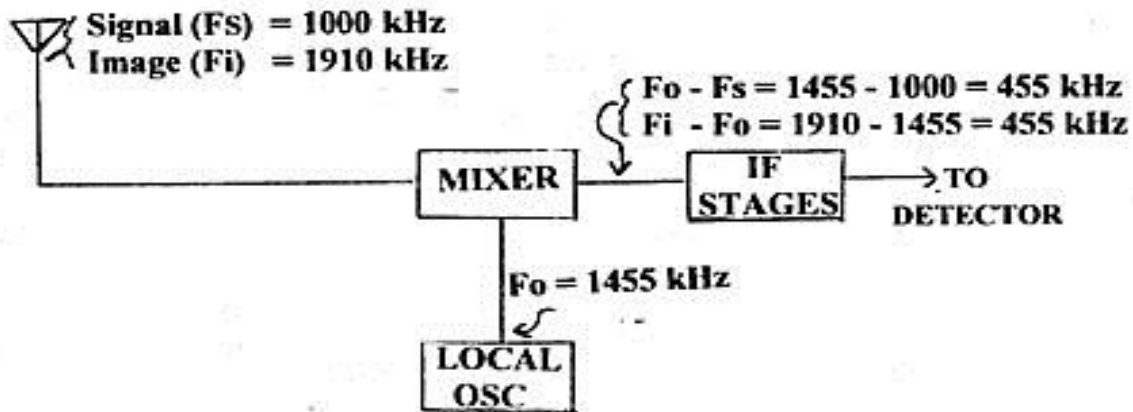 Signal (FS) = 1000 kHz
Image (Fi) = 1910 kHz
Fo - Fs = 1455 - 1000 = 455 kHz
Fi - Fo = 1910 - 1455 = 455 kHz
MIXER
IF
STAGES
TO
DETECTOR
Fo = 1455 kHz
LOCAL
OSC